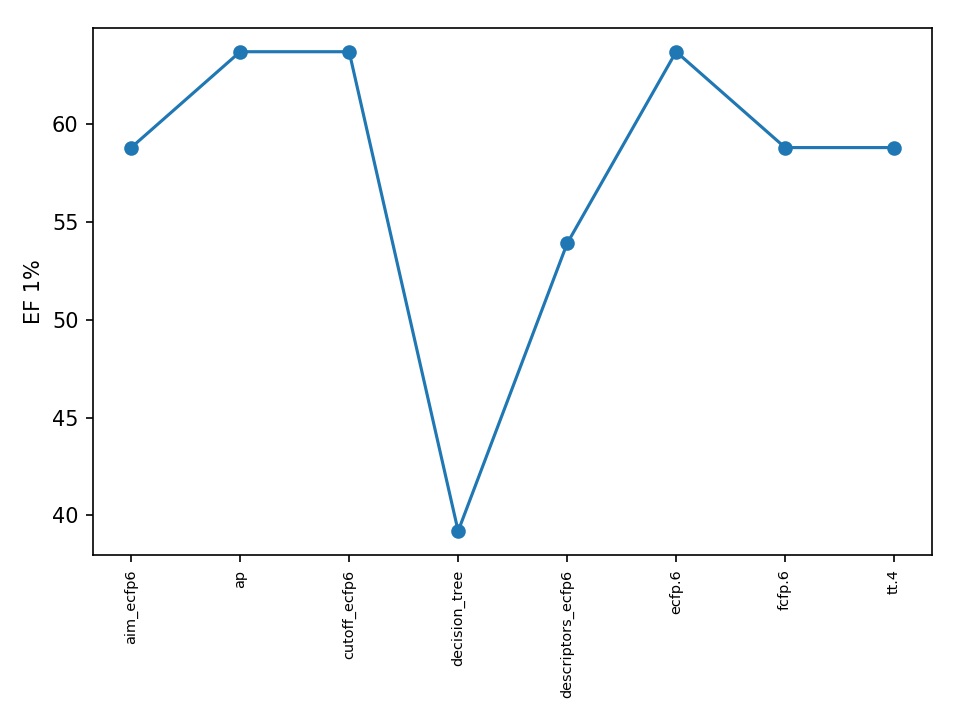 EF 1%
60
55
50
45
40
aim_ecfp6
ap
cutoff_ecfp6
decision_tree
descriptors_ecfp6
ecfp.6
fcfp.6
tt.4